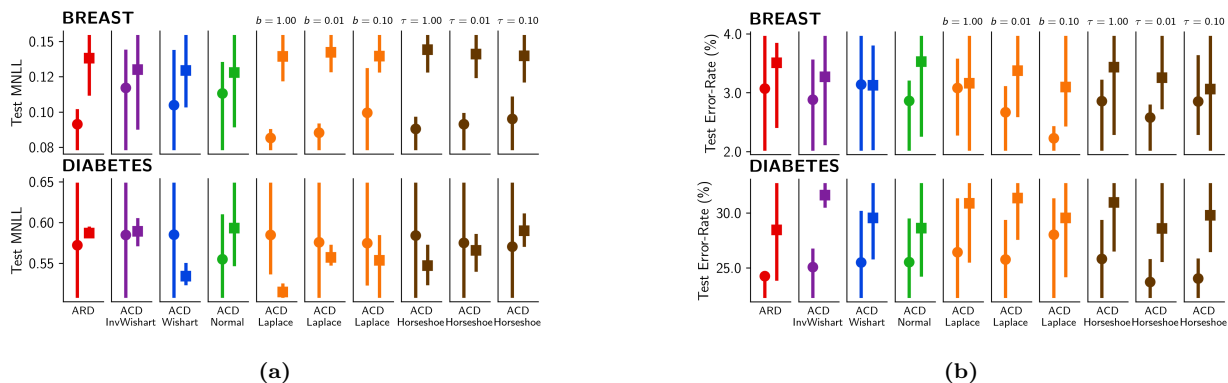 b = 1.00 b = 0.01 b = 0.10 τ = 1.00 τ = 0.01 τ = 0.10
BREAST
0.15
0.12
0.10
0.08
Test MNLL
DIABETES
0.65
0.60
0.55
Test MNLL
ARD ACD ACD ACD ACD ACD ACD ACD ACD ACD
InvWishart Wishart Normal Laplace Laplace Laplace Horseshoe Horseshoe Horseshoe
(a)
b = 1.00 b = 0.01 b = 0.10 τ = 1.00 τ = 0.01 τ = 0.10
BREAST
4.0
3.0
2.0
Test Error-Rate (%)
DIABETES
30.0
25.0
Test Error-Rate (%)
ARD ACD ACD ACD ACD ACD ACD ACD ACD ACD
InvWishart Wishart Normal Laplace Laplace Laplace Horseshoe Horseshoe Horseshoe
(b)